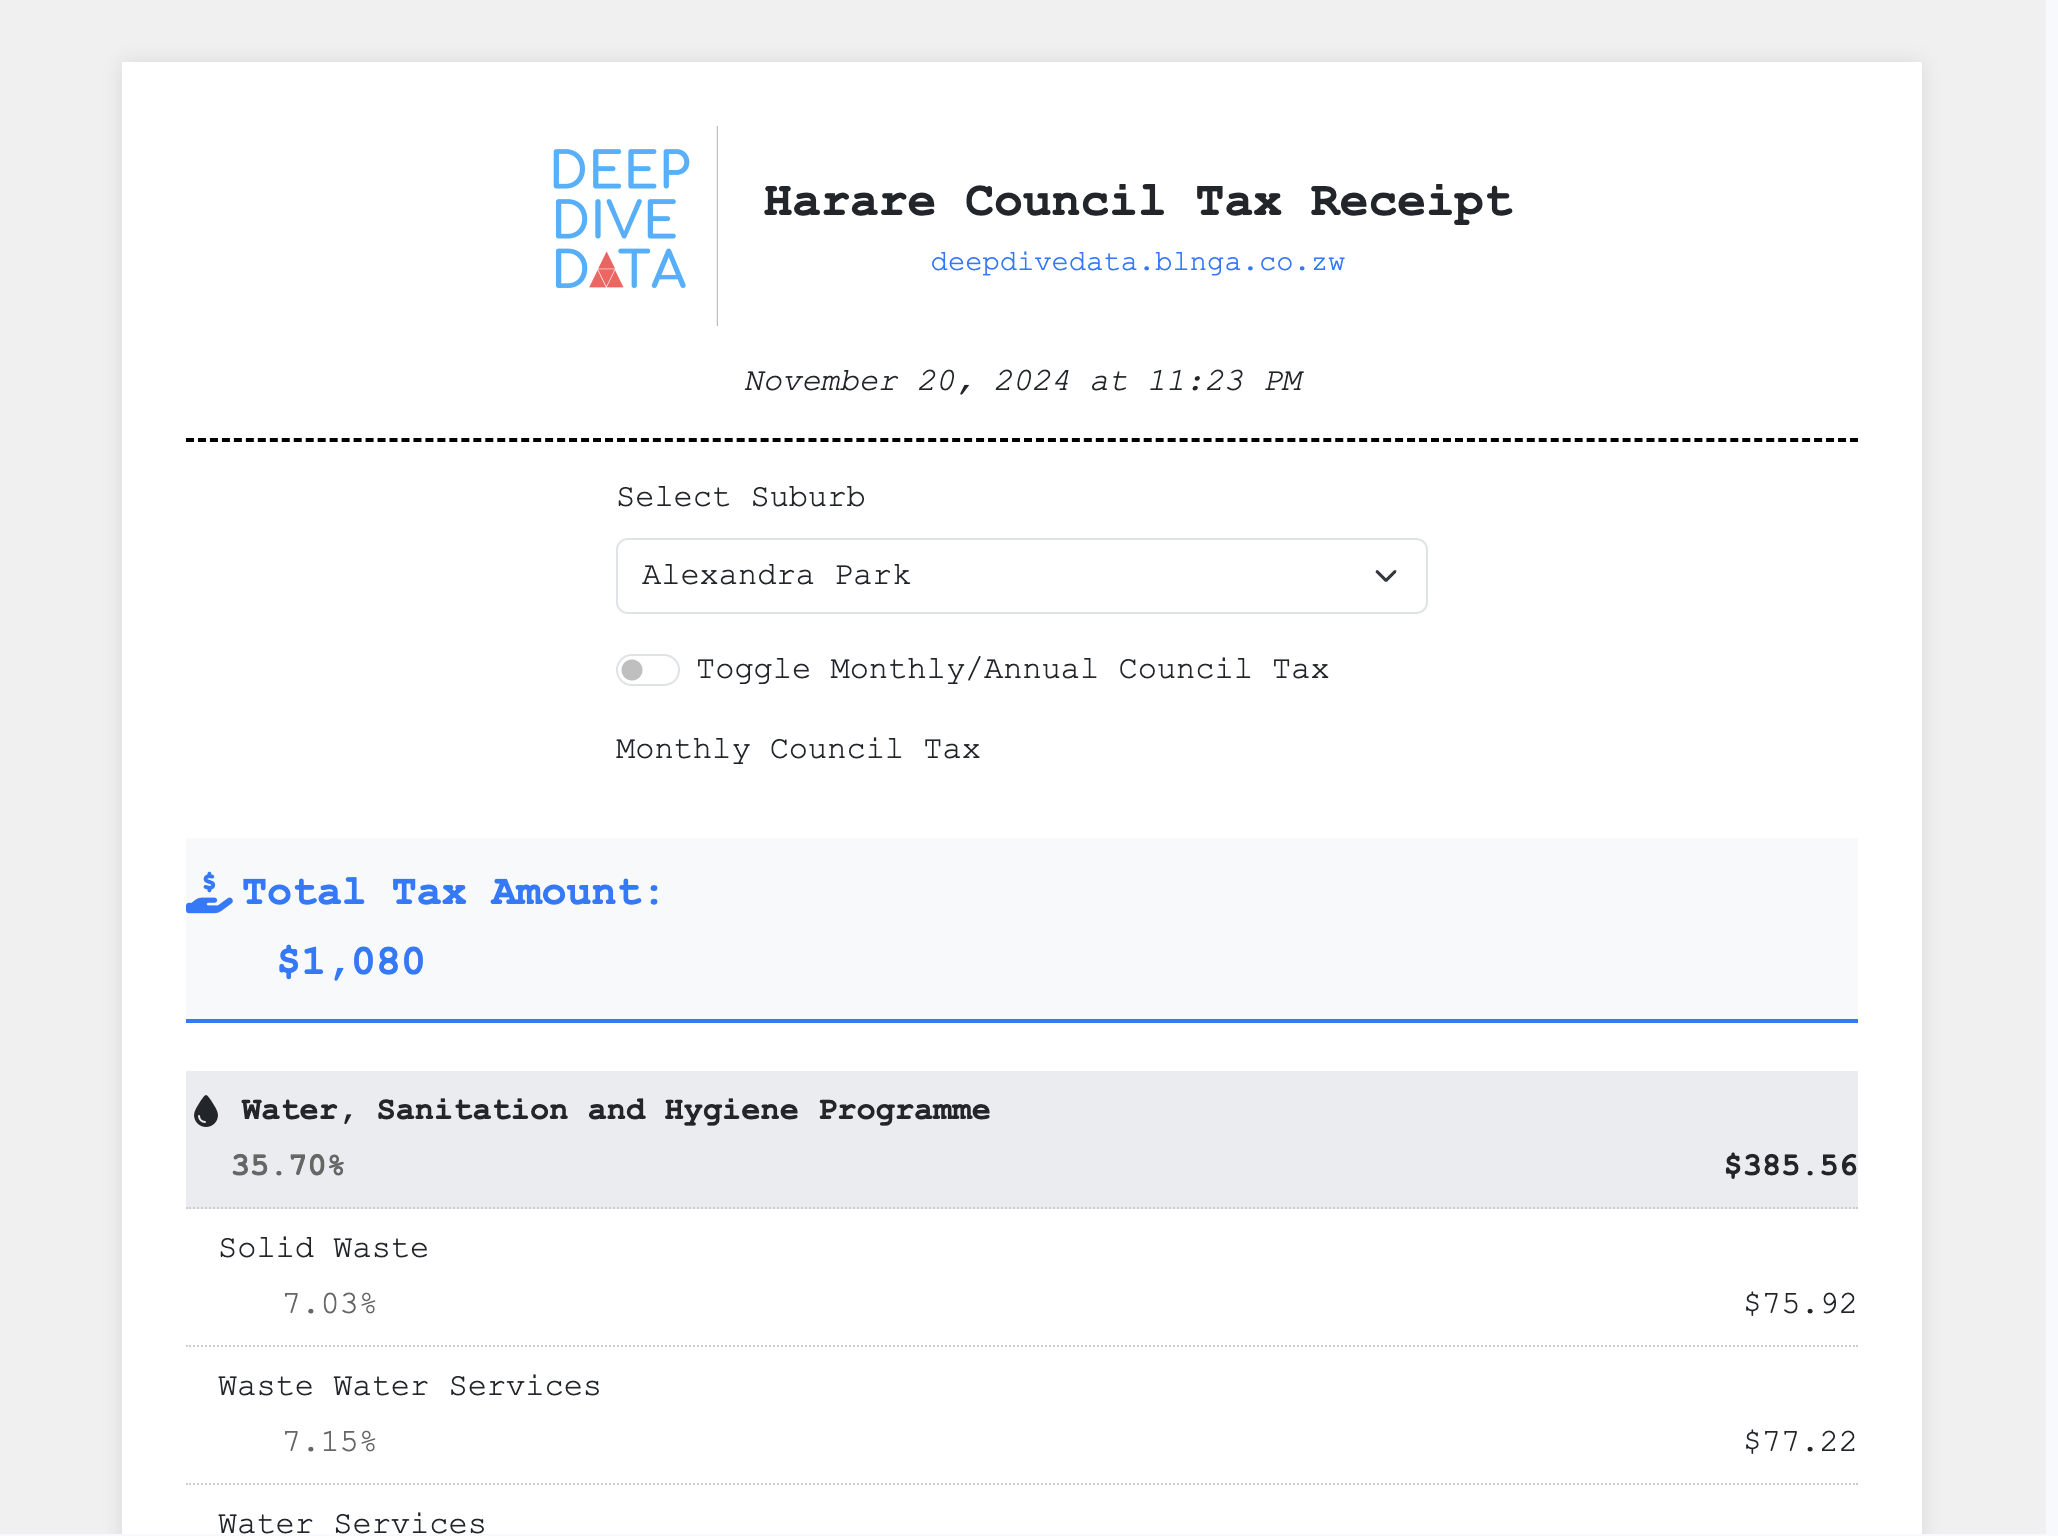 DEEP
DIVE
DATA
Harare Council Tax Receipt
deepdivedata.blnga.co.zw
November 20, 2024 at 11:23 PM
Select Suburb
Alexandra Park
Toggle Monthly/Annual Council Tax
Monthly Council Tax
$ Total Tax Amount:
$1,080
Water, Sanitation and Hygiene Programme
35.70% $385.56
Solid Waste
7.03% $75.92
Waste Water Services
7.15% $77.22
Water Services